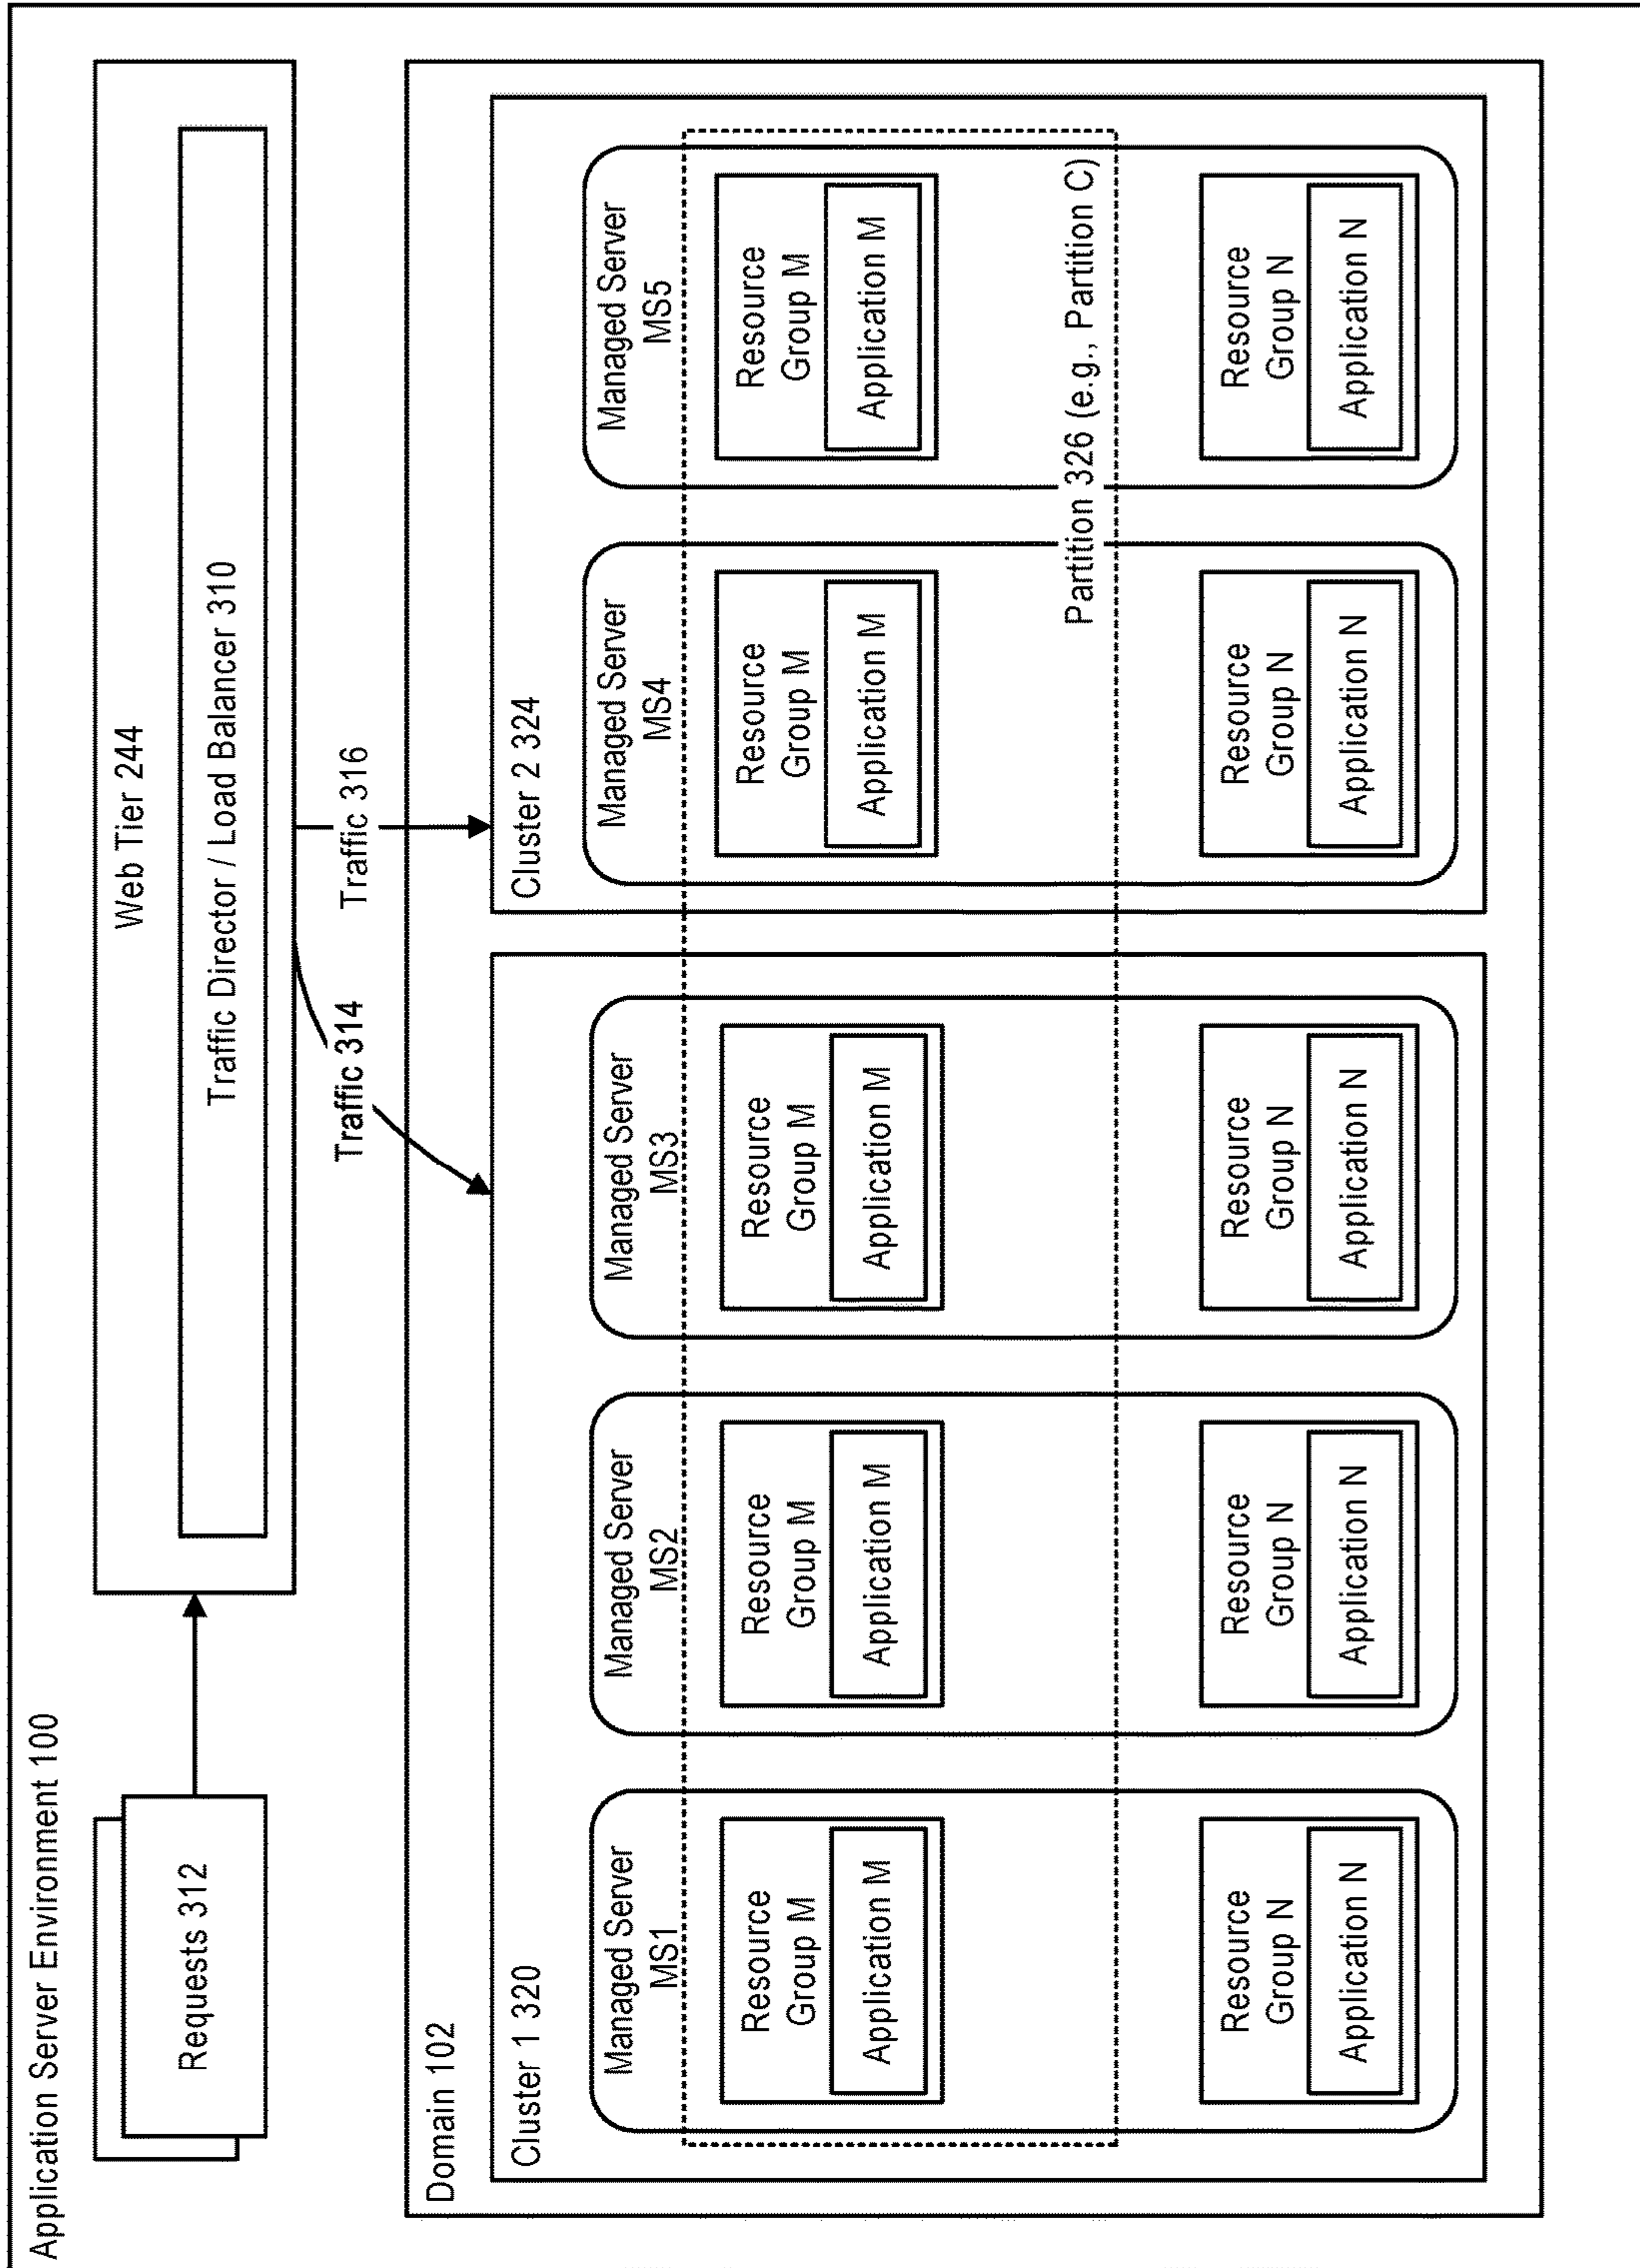 Application Server Environment 100
Requests 312
Web Tier 244
Traffic Director / Load Balancer 310
Traffic 314
Traffic 316
Domain 102
Cluster 1 320
Managed Server
MS1
Resource
Group M
Application M
Resource
Group N
Application N
Managed Server
MS2
Resource
Group M
Application M
Resource
Group N
Application N
Managed Server
MS3
Resource
Group M
Application M
Resource
Group N
Application N
Cluster 2 324
Managed Server
MS4
Resource
Group M
Application M
Resource
Group N
Application N
Managed Server
MS5
Resource
Group M
Application M
Partition 326 (e.g., Partition C)
Resource
Group N
Application N